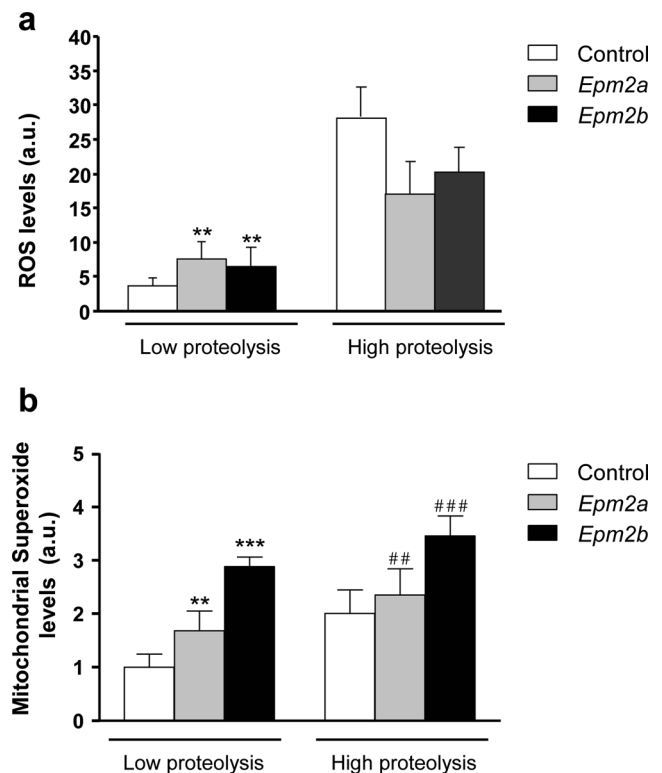 a
ROS levels (a.u.)
40
35
30
25
20
15
10
5
0
**
**
Low proteolysis
High proteolysis
Control
Epm2a
Epm2b
b
Mitochondrial Superoxide
levels (a.u.)
5
4
3
2
1
0
**
***
##
###
Low proteolysis
High proteolysis
Control
Epm2a
Epm2b